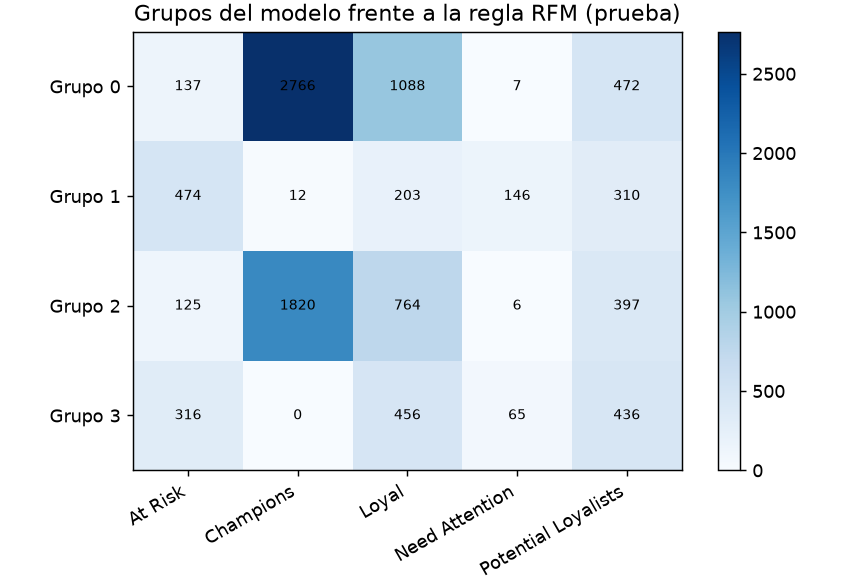 Grupos del modelo frente a la regla RFM (prueba)
Grupo 0 137 2766 1088 7 472
Grupo 1 474 12 203 146 310
Grupo 2 125 1820 764 6 397
Grupo 3 316 0 456 65 436
At Risk Champions Loyal Need Attention Potential Loyalists
2500
2000
1500
1000
500
0